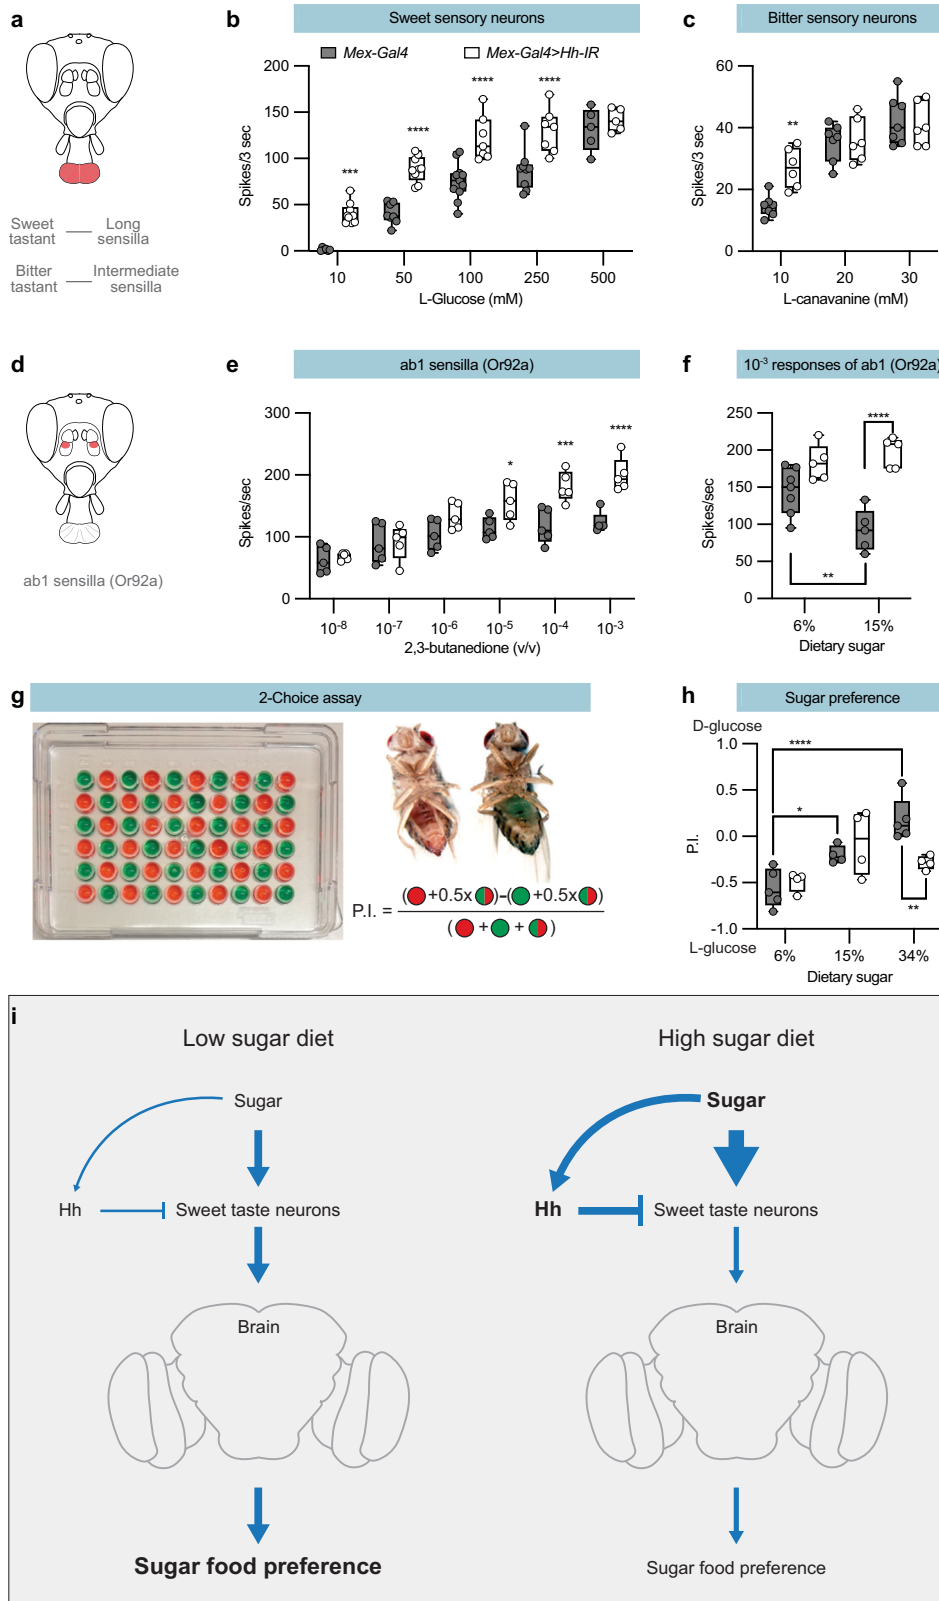 a
Sweet tastant
Long sensilla
Bitter tastant
Intermediate sensilla
b
Sweet sensory neurons
Mex-Gal4
Mex-Gal4>Hh-IR
Spikes/3 sec
200
150
100
50
0
***
****
****
****
10
50
100
250
500
L-Glucose (mM)
c
Bitter sensory neurons
Spikes/3 sec
60
40
20
0
**
10
20
30
L-canavanine (mM)
d
ab1 sensilla (Or92a)
e
ab1 sensilla (Or92a)
Spikes/sec
300
200
100
0
*
***
****
10-8
10-7
10-6
10-5
10-4
10-3
2,3-butanedione (v/v)
f
10-3 responses of ab1 (Or92a)
Spikes/sec
250
200
150
100
50
0
****
**
6%
15%
Dietary sugar
g
2-Choice assay
P.I. = (+0.5x)-(+0.5x)
(++)
h
Sugar preference
D-glucose
1.0
0.5
0.0
-0.5
-1.0
P.I.
L-glucose
****
*
**
6%
15%
34%
Dietary sugar
i
Low sugar diet
Sugar
Hh
Sweet taste neurons
Brain
Sugar food preference
High sugar diet
Sugar
Hh
Sweet taste neurons
Brain
Sugar food preference